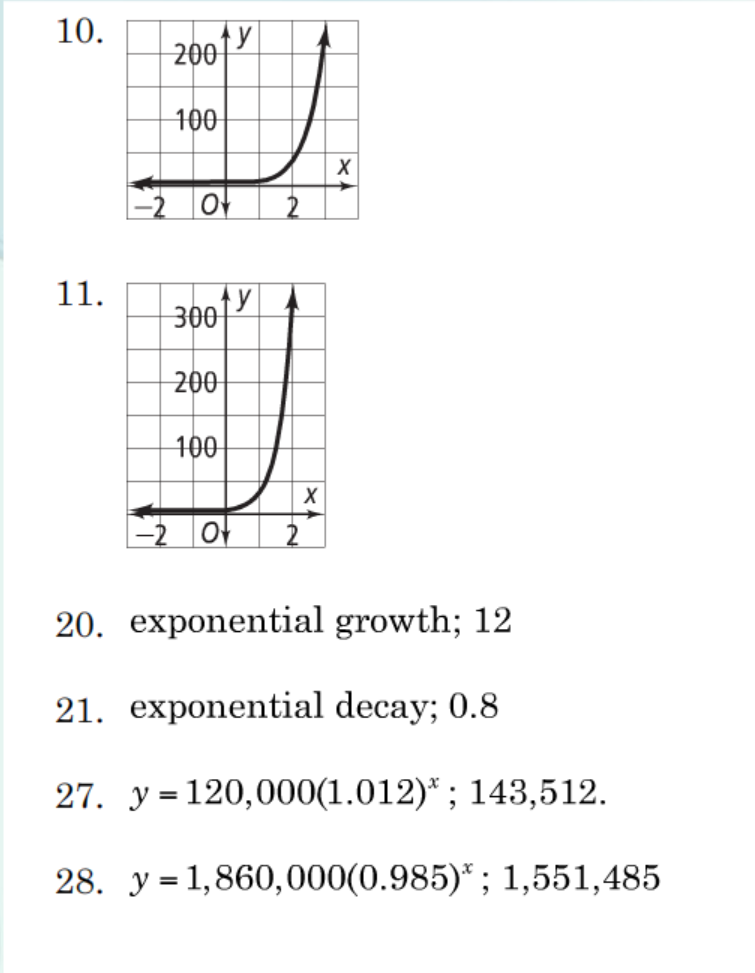 10.
y
200
100
x
−2 O 2
11.
y
300
200
100
x
−2 O 2
20. exponential growth; 12
21. exponential decay; 0.8
27. y = 120,000(1.012)ˣ ; 143,512.
28. y = 1,860,000(0.985)ˣ ; 1,551,485